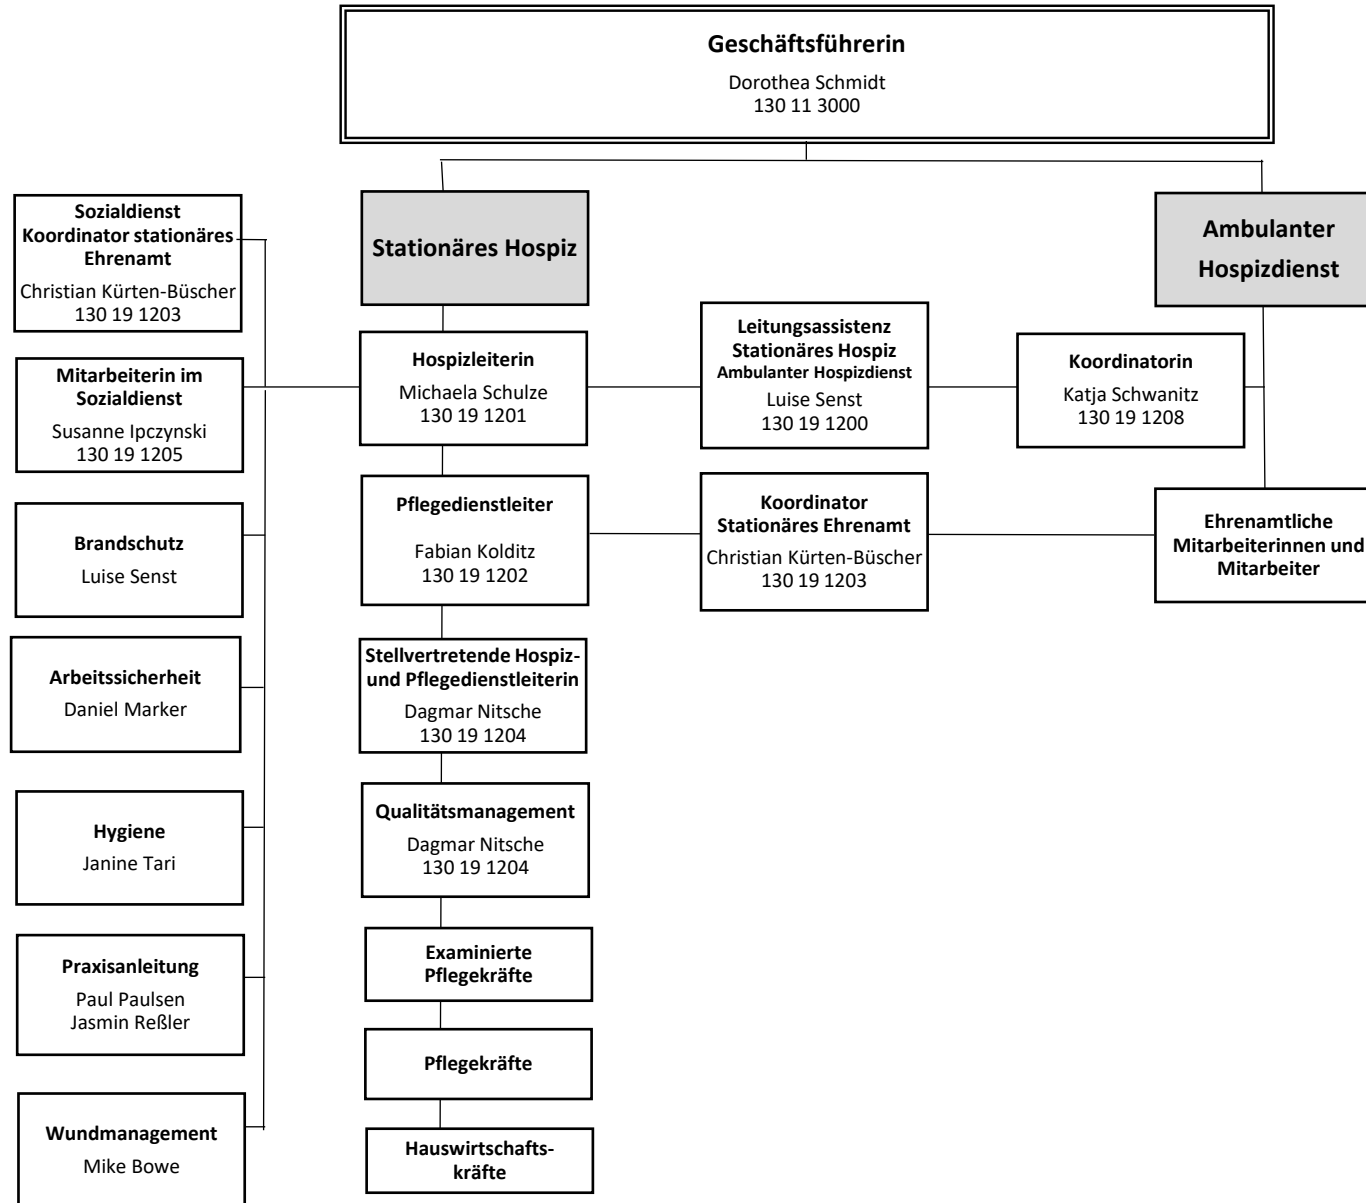 Geschäftsführerin
Dorothea Schmidt
130 11 3000
Sozialdienst
Koordinator stationäres
Ehrenamt
Christian Kürten-Büscher
130 19 1203
Stationäres Hospiz
Ambulanter
Hospizdienst
Mitarbeiterin im
Sozialdienst
Susanne Ipczynski
130 19 1205
Hospizleiterin
Michaela Schulze
130 19 1201
Leitungsassistenz
Stationäres Hospiz
Ambulanter Hospizdienst
Luise Senst
130 19 1200
Koordinatorin
Katja Schwanitz
130 19 1208
Brandschutz
Luise Senst
Pflegedienstleiter
Fabian Kolditz
130 19 1202
Koordinator
Stationäres Ehrenamt
Christian Kürten-Büscher
130 19 1203
Ehrenamtliche
Mitarbeiterinnen und
Mitarbeiter
Arbeitssicherheit
Daniel Marker
Stellvertretende Hospiz-
und Pflegedienstleiterin
Dagmar Nitsche
130 19 1204
Hygiene
Janine Tari
Qualitätsmanagement
Dagmar Nitsche
130 19 1204
Praxisanleitung
Paul Paulsen
Jasmin Reßler
Examinierte
Pflegekräfte
Pflegekräfte
Wundmanagement
Mike Bowe
Hauswirtschafts-
kräfte